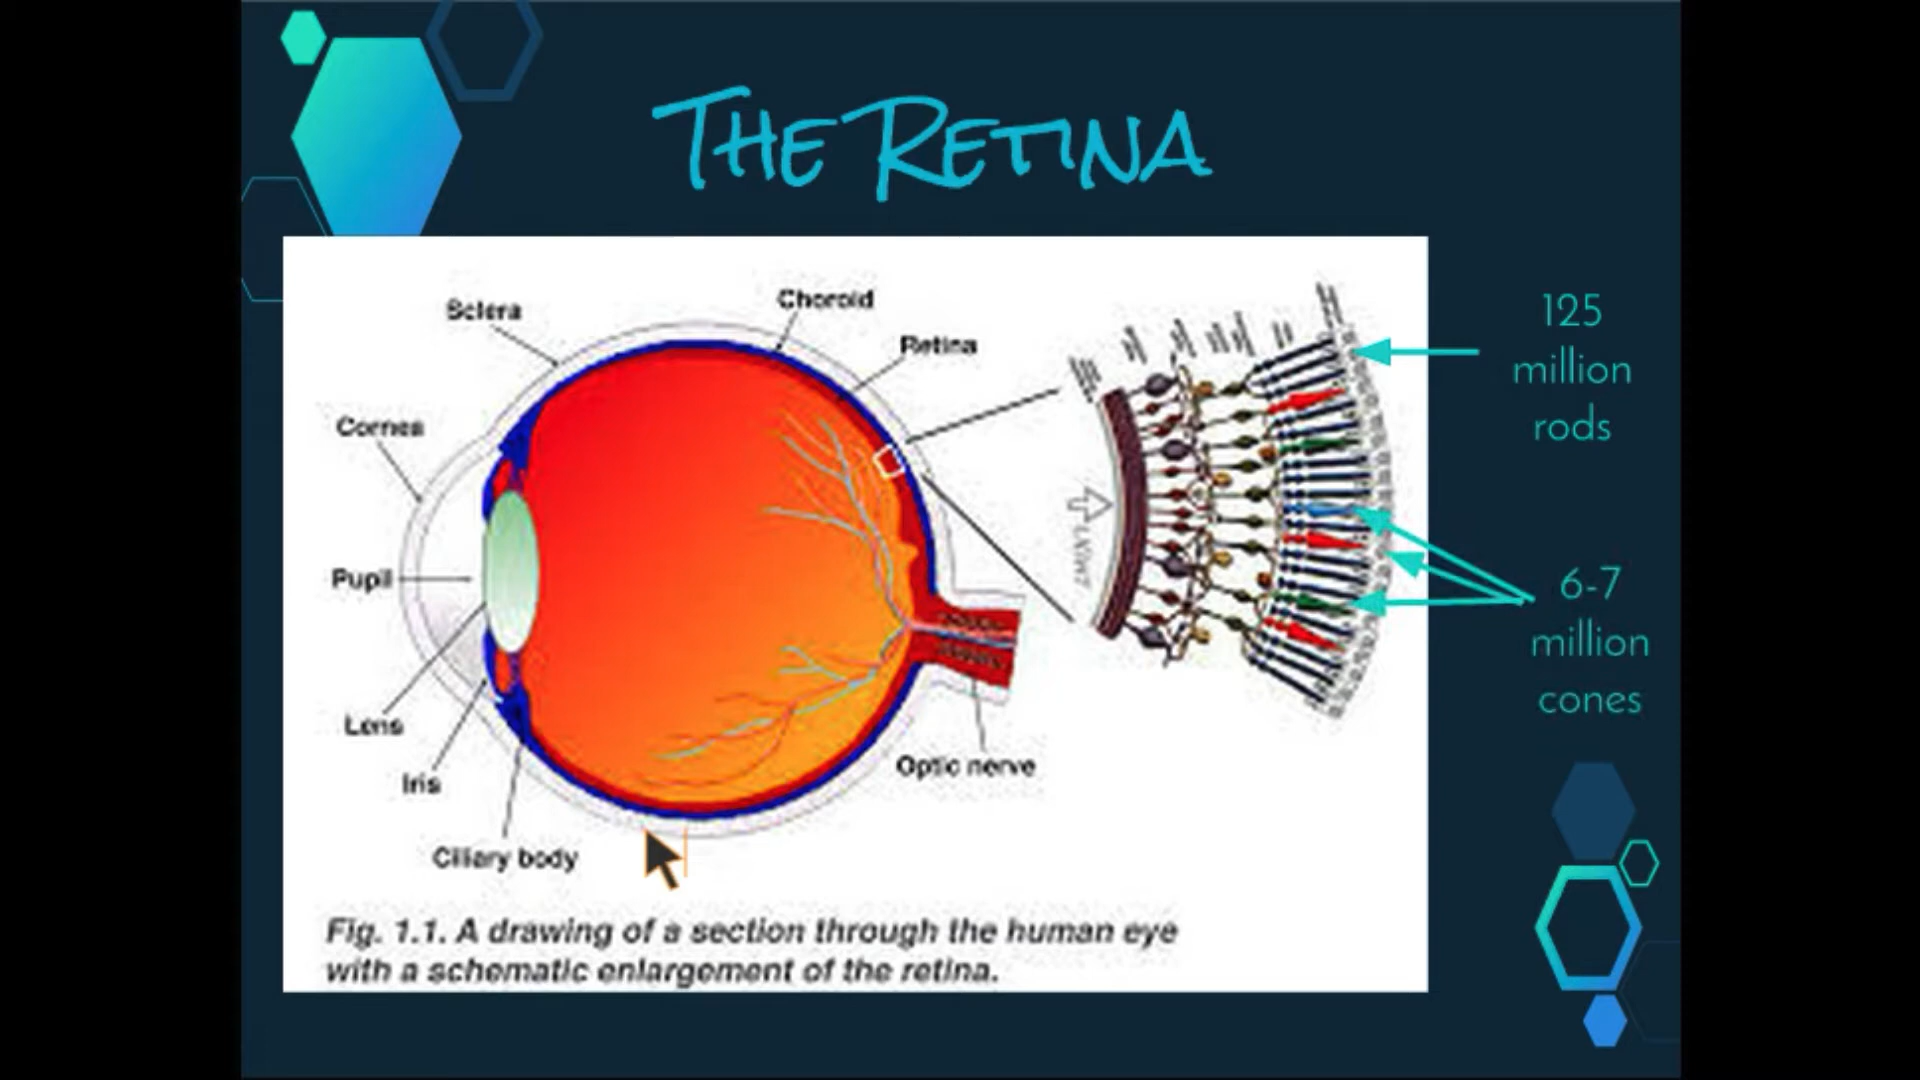 THE RETINA
Sclera
Choroid
Retina
Cornea
Pupil
Lens
Iris
Ciliary body
Optic nerve
LIGHT
125
million
rods
6-7
million
cones
Fig. 1.1. A drawing of a section through the human eye
with a schematic enlargement of the retina.